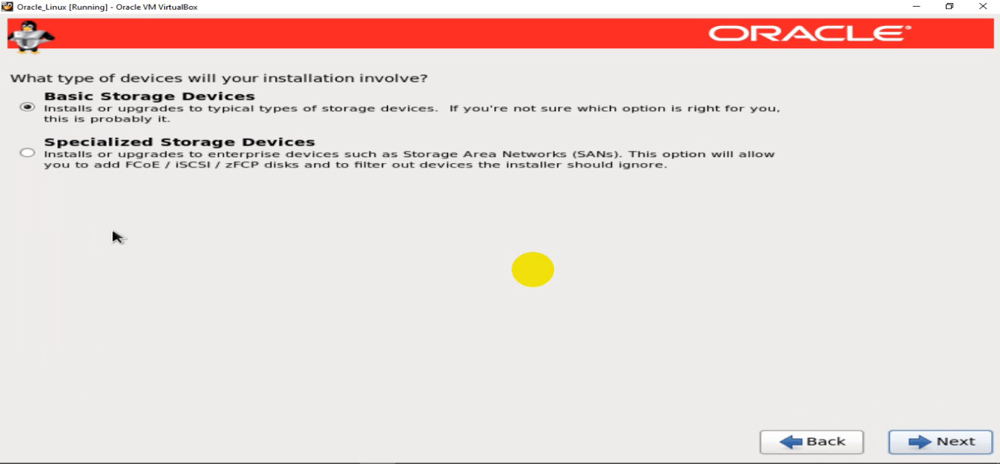 Oracle_Linux [Running] - Oracle VM VirtualBox
ORACLE®
What type of devices will your installation involve?
Basic Storage Devices
Installs or upgrades to typical types of storage devices.  If you're not sure which option is right for you,
this is probably it.
Specialized Storage Devices
Installs or upgrades to enterprise devices such as Storage Area Networks (SANs). This option will allow
you to add FCoE / iSCSI / zFCP disks and to filter out devices the installer should ignore.
Back
Next